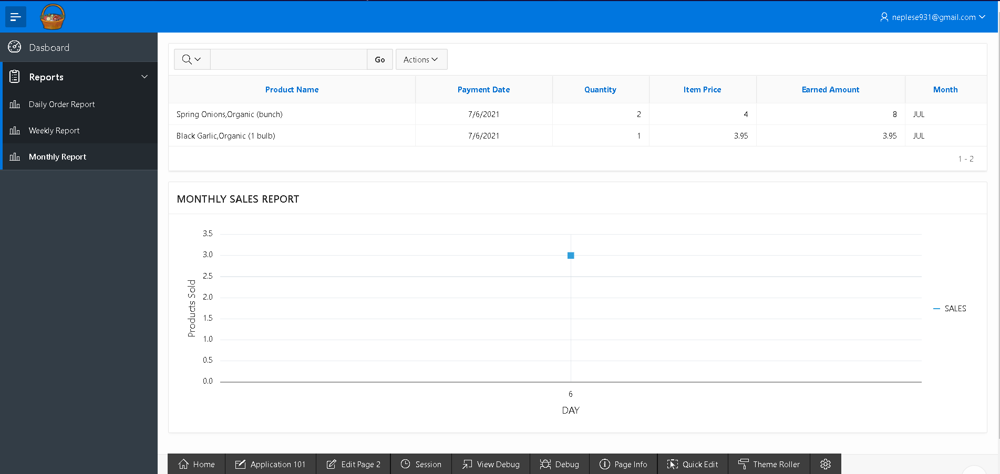 neplese931@gmail.com
Dasboard
Reports
Daily Order Report
Weekly Report
Monthly Report
Go Actions
Product Name Payment Date Quantity Item Price Earned Amount Month
Spring Onions,Organic (bunch) 7/6/2021 2 4 8 JUL
Black Garlic,Organic (1 bulb) 7/6/2021 1 3.95 3.95 JUL
1 - 2
MONTHLY SALES REPORT
3.5
3.0
2.5
2.0
1.5
1.0
0.5
0.0
Products Sold
6
DAY
SALES
Home Application 101 Edit Page 2 Session View Debug Debug Page Info Quick Edit Theme Roller